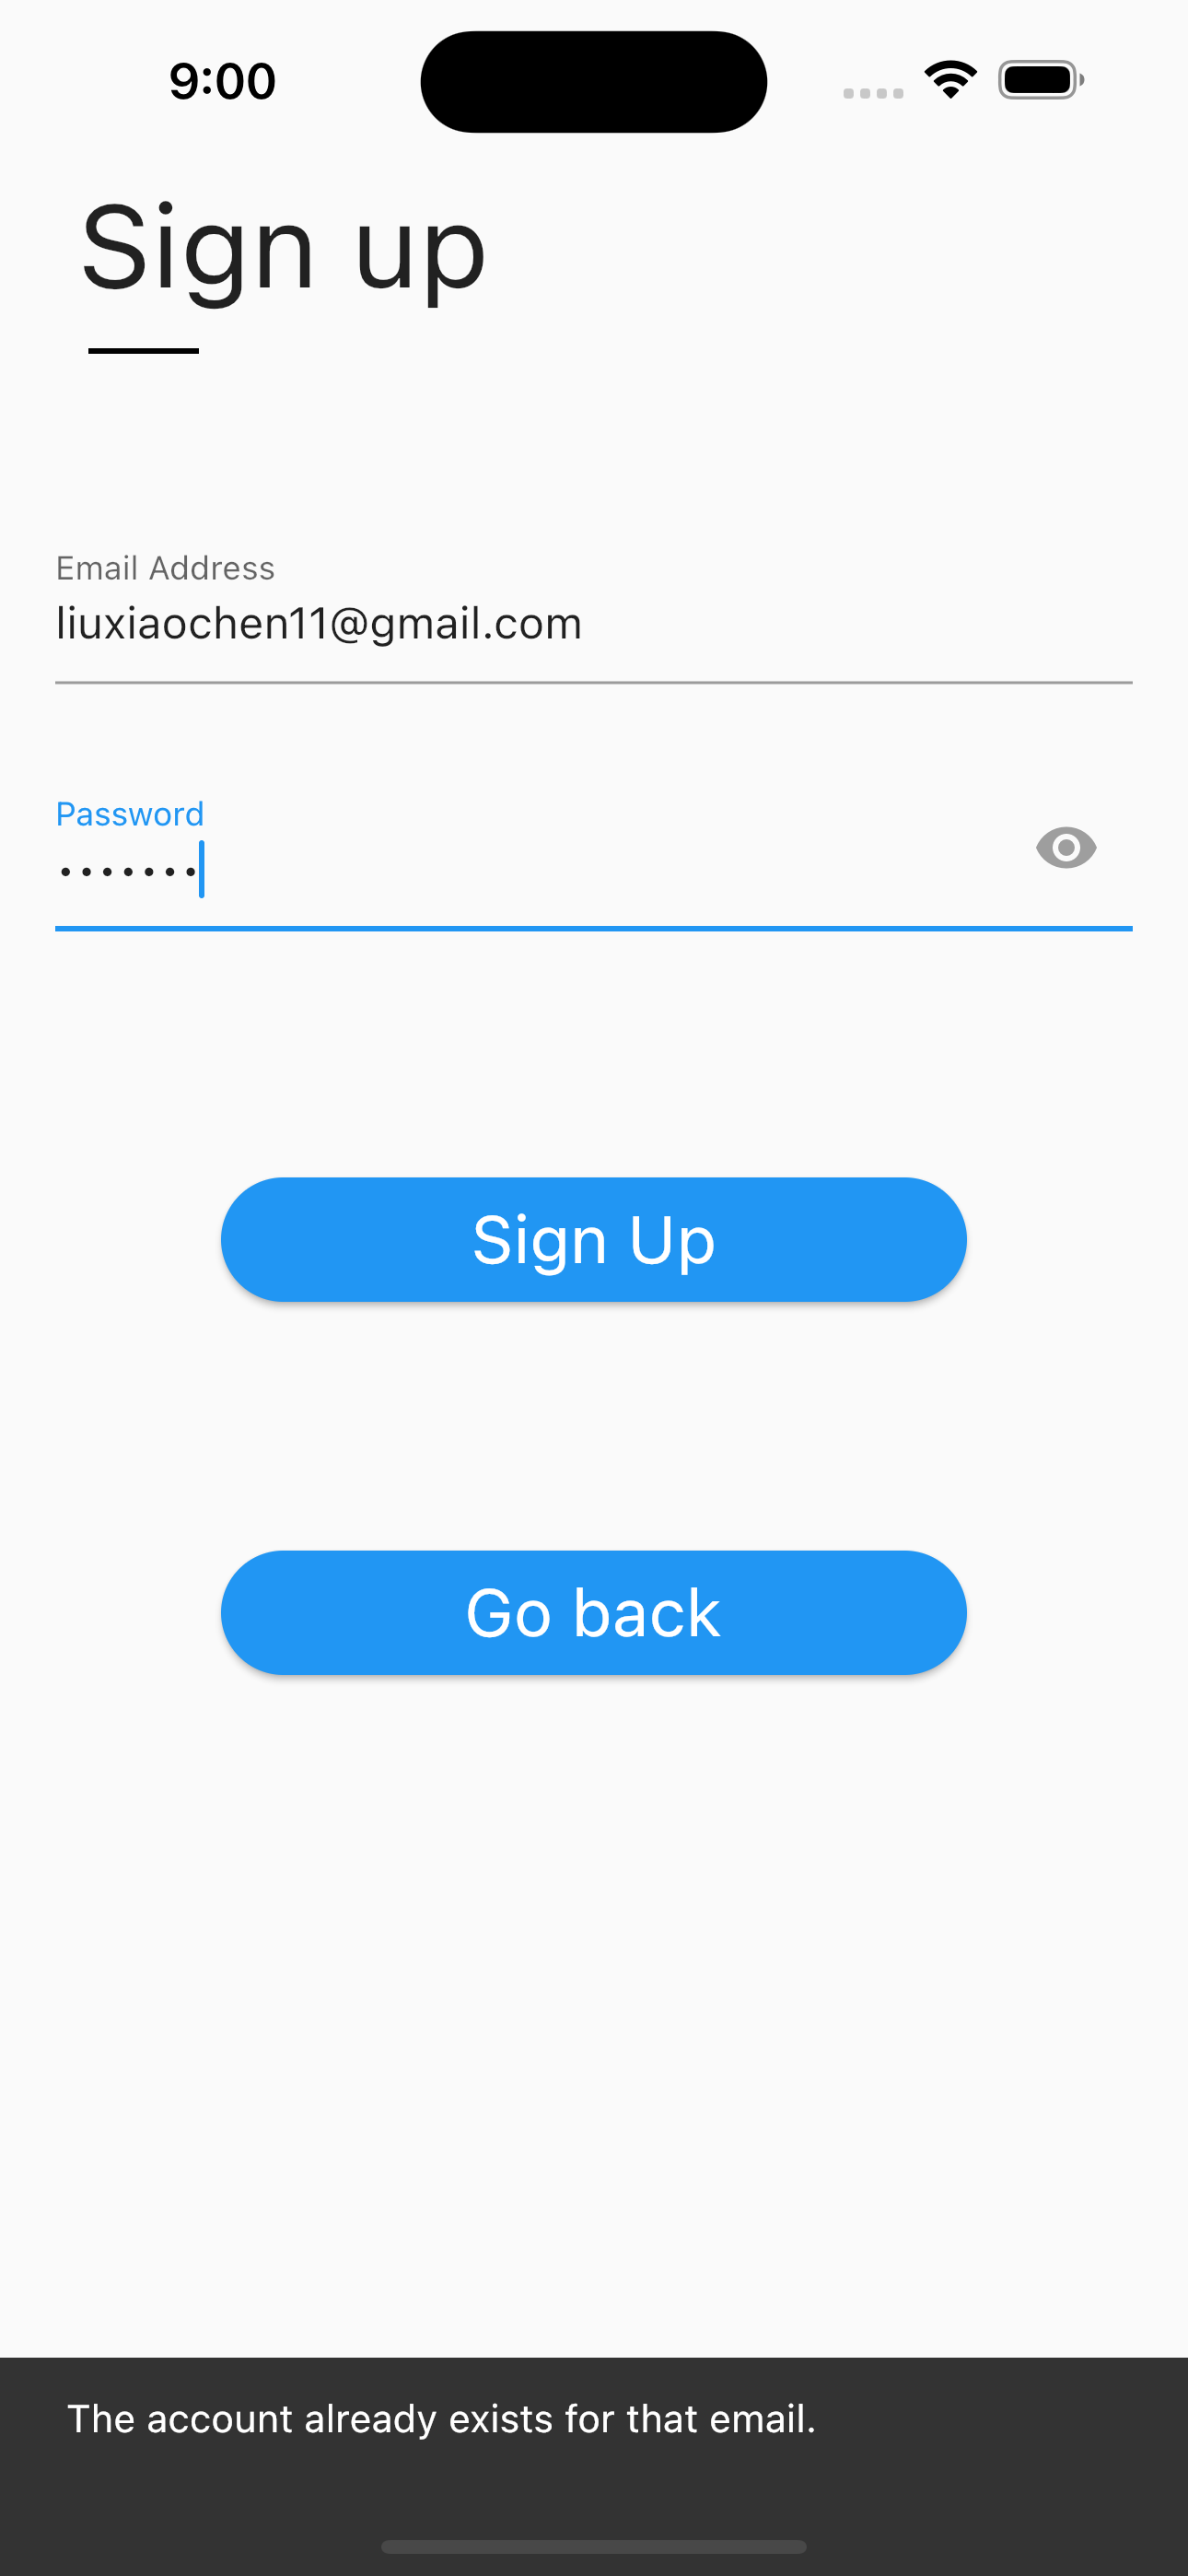 9:00
Sign up
Email Address
liuxiaochen11@gmail.com
Password
•••••••
Sign Up
Go back
The account already exists for that email.